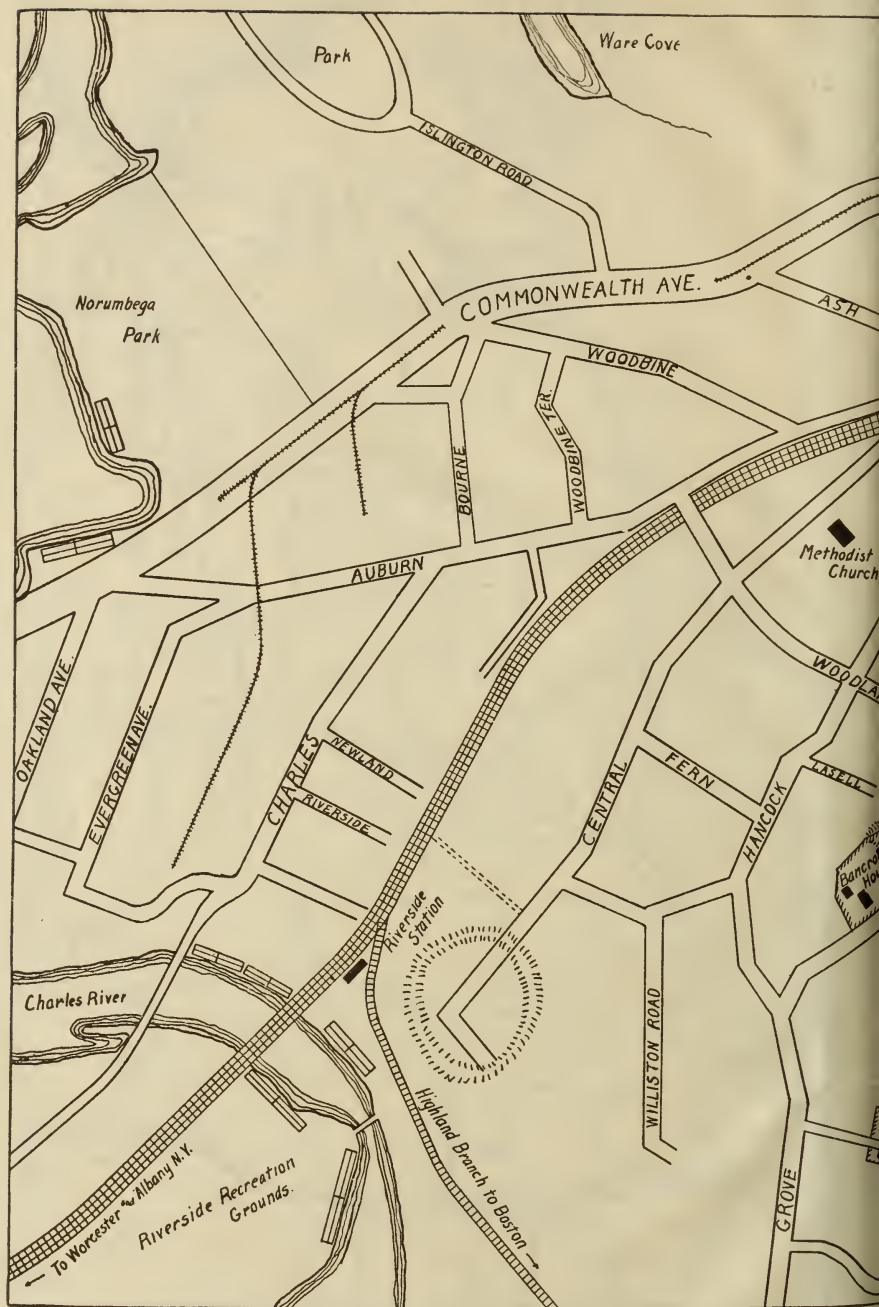 Park
Ware Cove
ISLINGTON ROAD
Norumbega
Park
COMMONWEALTH AVE.
ASH
WOODBINE
BOURNE
WOODBINE TER.
AUBURN
Methodist
Church
OAKLAND AVE.
EVERGREEN AVE.
CHARLES
NEWLAND
RIVERSIDE
CENTRAL
FERN
HANCOCK
WOODLA
LASELL
Riverside
Station
Charles River
WILLISTON ROAD
Highland Branch to Boston
To Worcester and Albany N.Y.
Riverside Recreation
Grounds.
GROVE